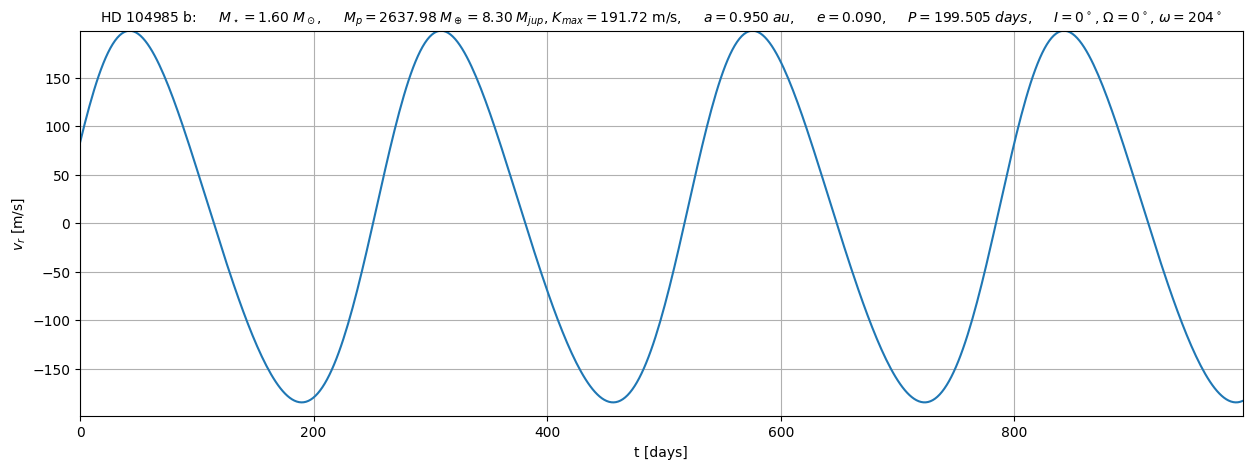 HD 104985 b: M⋆ = 1.60 M⊙, Mp = 2637.98 M⊕ = 8.30 Mjup, Kmax = 191.72 m/s, a = 0.950 au, e = 0.090, P = 199.505 days, I = 0°, Ω = 0°, ω = 204°
150
100
50
0
−50
−100
−150
vr [m/s]
0 200 400 600 800
t [days]